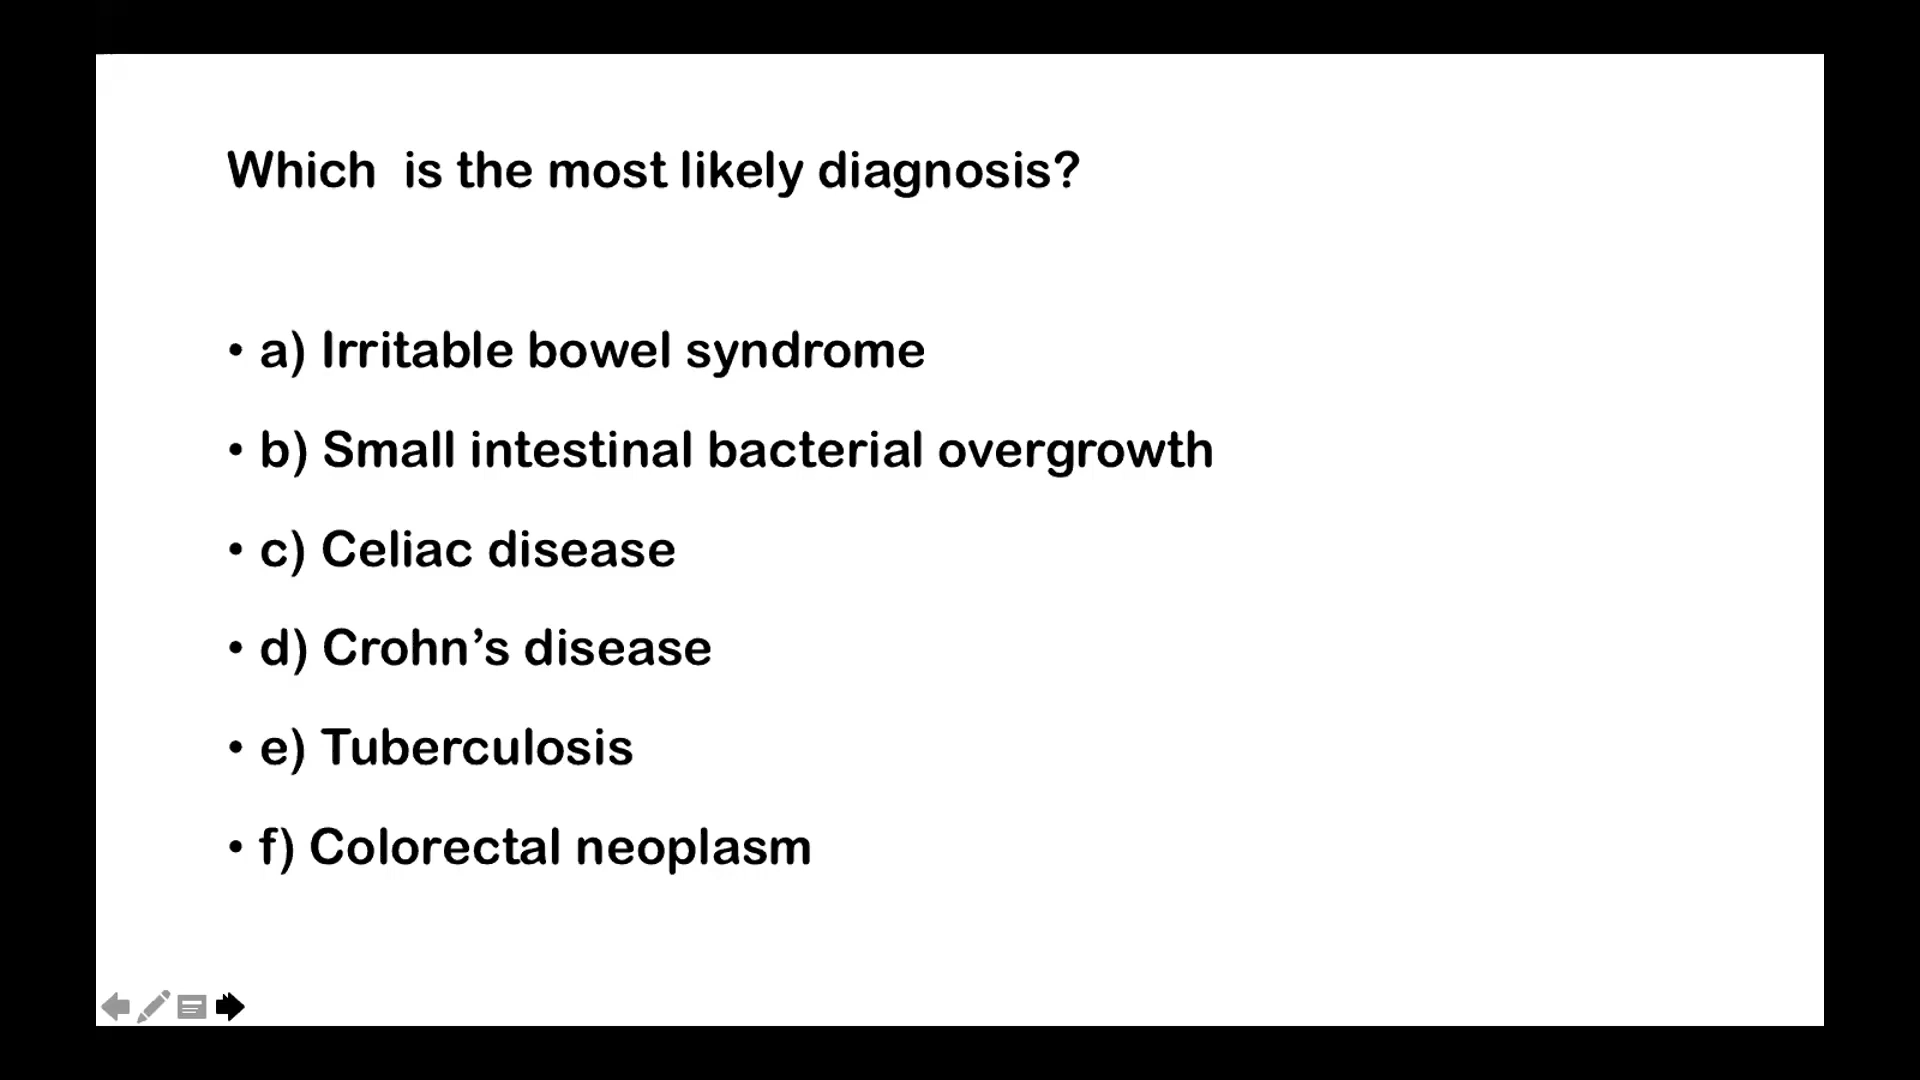 Which  is the most likely diagnosis?
• a) Irritable bowel syndrome
• b) Small intestinal bacterial overgrowth
• c) Celiac disease
• d) Crohn’s disease
• e) Tuberculosis
• f) Colorectal neoplasm